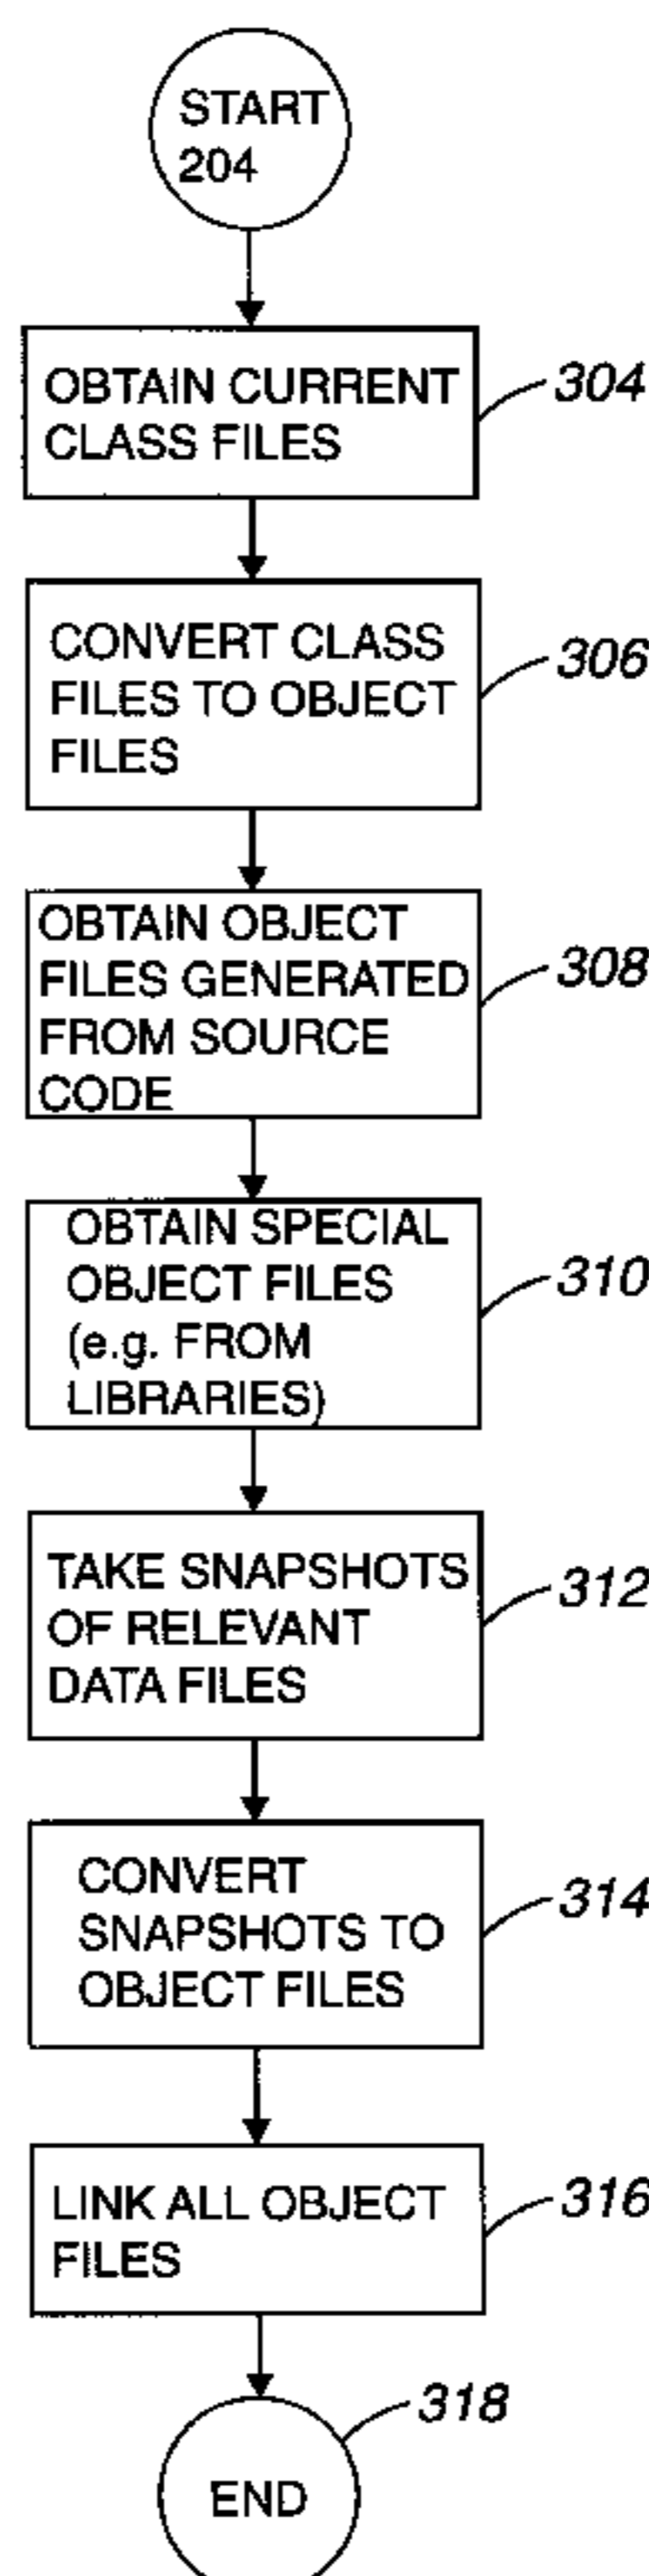 START
204
OBTAIN CURRENT
CLASS FILES
304
CONVERT CLASS
FILES TO OBJECT
FILES
306
OBTAIN OBJECT
FILES GENERATED
FROM SOURCE
CODE
308
OBTAIN SPECIAL
OBJECT FILES
(e.g. FROM
LIBRARIES)
310
TAKE SNAPSHOTS
OF RELEVANT
DATA FILES
312
CONVERT
SNAPSHOTS TO
OBJECT FILES
314
LINK ALL OBJECT
FILES
316
318
END